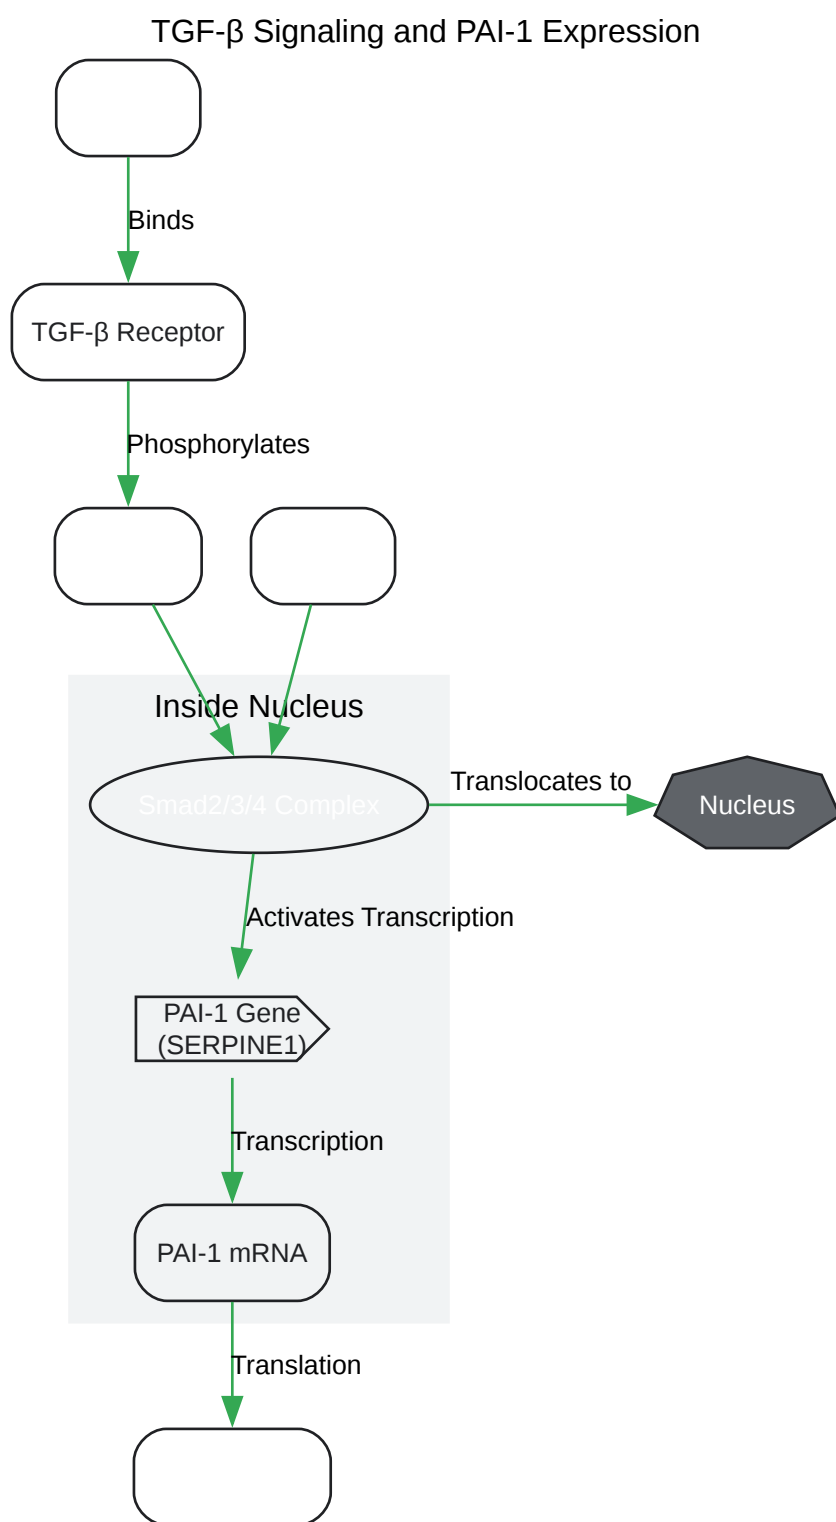 TGF-β Signaling and PAI-1 Expression
Binds
TGF-β Receptor
Phosphorylates
Inside Nucleus
Smad2/3/4 Complex
Translocates to
Nucleus
Activates Transcription
PAI-1 Gene
(SERPINE1)
Transcription
PAI-1 mRNA
Translation